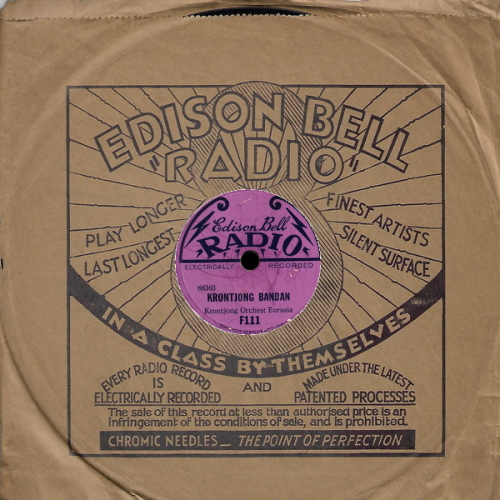 EDISON BELL
"RADIO"
PLAY LONGER
LAST LONGEST
FINEST ARTISTS
SILENT SURFACE
Edison Bell
RADIO
ELECTRICALLY RECORDED
88363
KRONTJONG BANDAN
Krontjong Orchest Eurasia
F111
IN A CLASS BY THEMSELVES
EVERY RADIO RECORD
IS
ELECTRICALLY RECORDED
AND
MADE UNDER THE LATEST
PATENTED PROCESSES
The sale of this record at less than authorised price is an
infringement of the conditions of sale, and is prohibited.
CHROMIC NEEDLES_ THE POINT OF PERFECTION